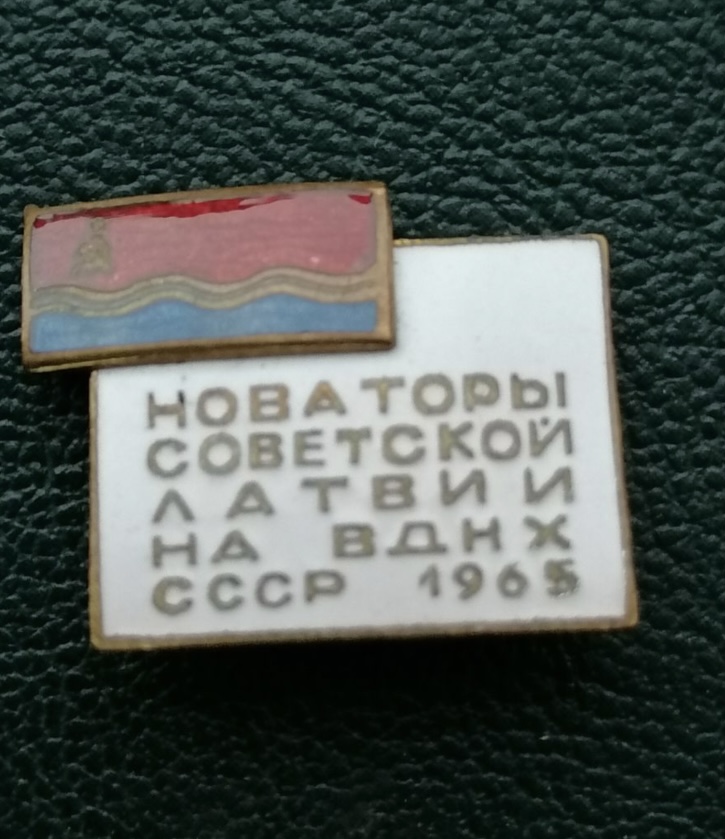 НОВАТОРЫ
СОВЕТСКОЙ
ЛАТВИИ
НА ВДНХ
СССР 1965